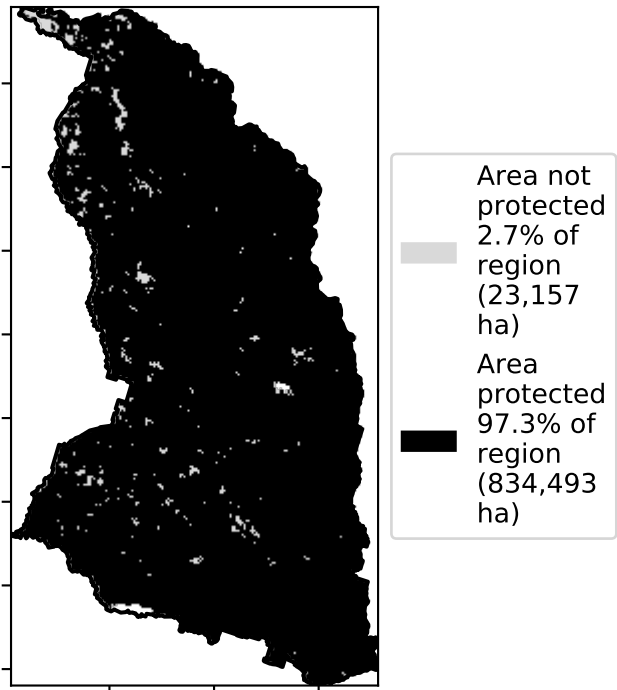 Area not
protected
2.7% of
region
(23,157
ha)
Area
protected
97.3% of
region
(834,493
ha)